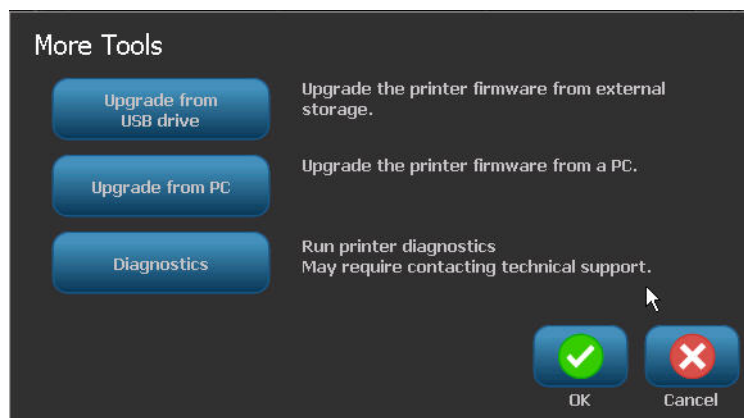 More Tools
Upgrade from
USB drive
Upgrade the printer firmware from external
storage.
Upgrade from PC
Upgrade the printer firmware from a PC.
Diagnostics
Run printer diagnostics
May require contacting technical support.
OK
Cancel